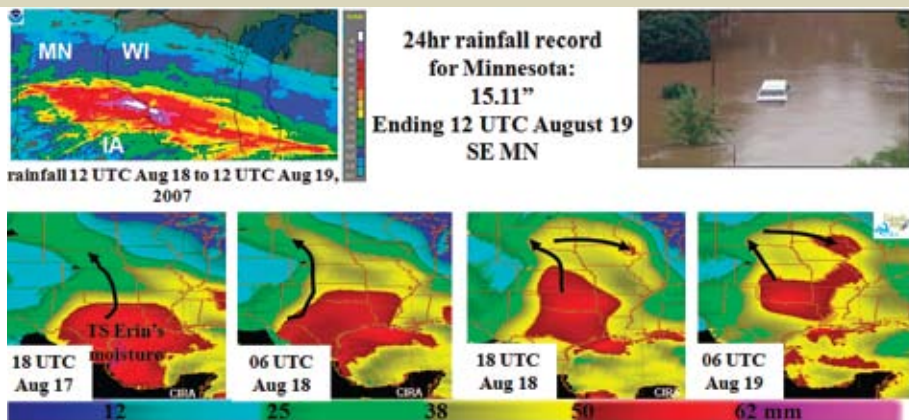 MN WI
IA
rainfall 12 UTC Aug 18 to 12 UTC Aug 19,
2007
24hr rainfall record
for Minnesota:
15.11”
Ending 12 UTC August 19
SE MN
TS Erin's
moisture
18 UTC
Aug 17
CIRA
06 UTC
Aug 18
18 UTC
Aug 18
CIRA
06 UTC
Aug 19
12 25 38 50 62 mm